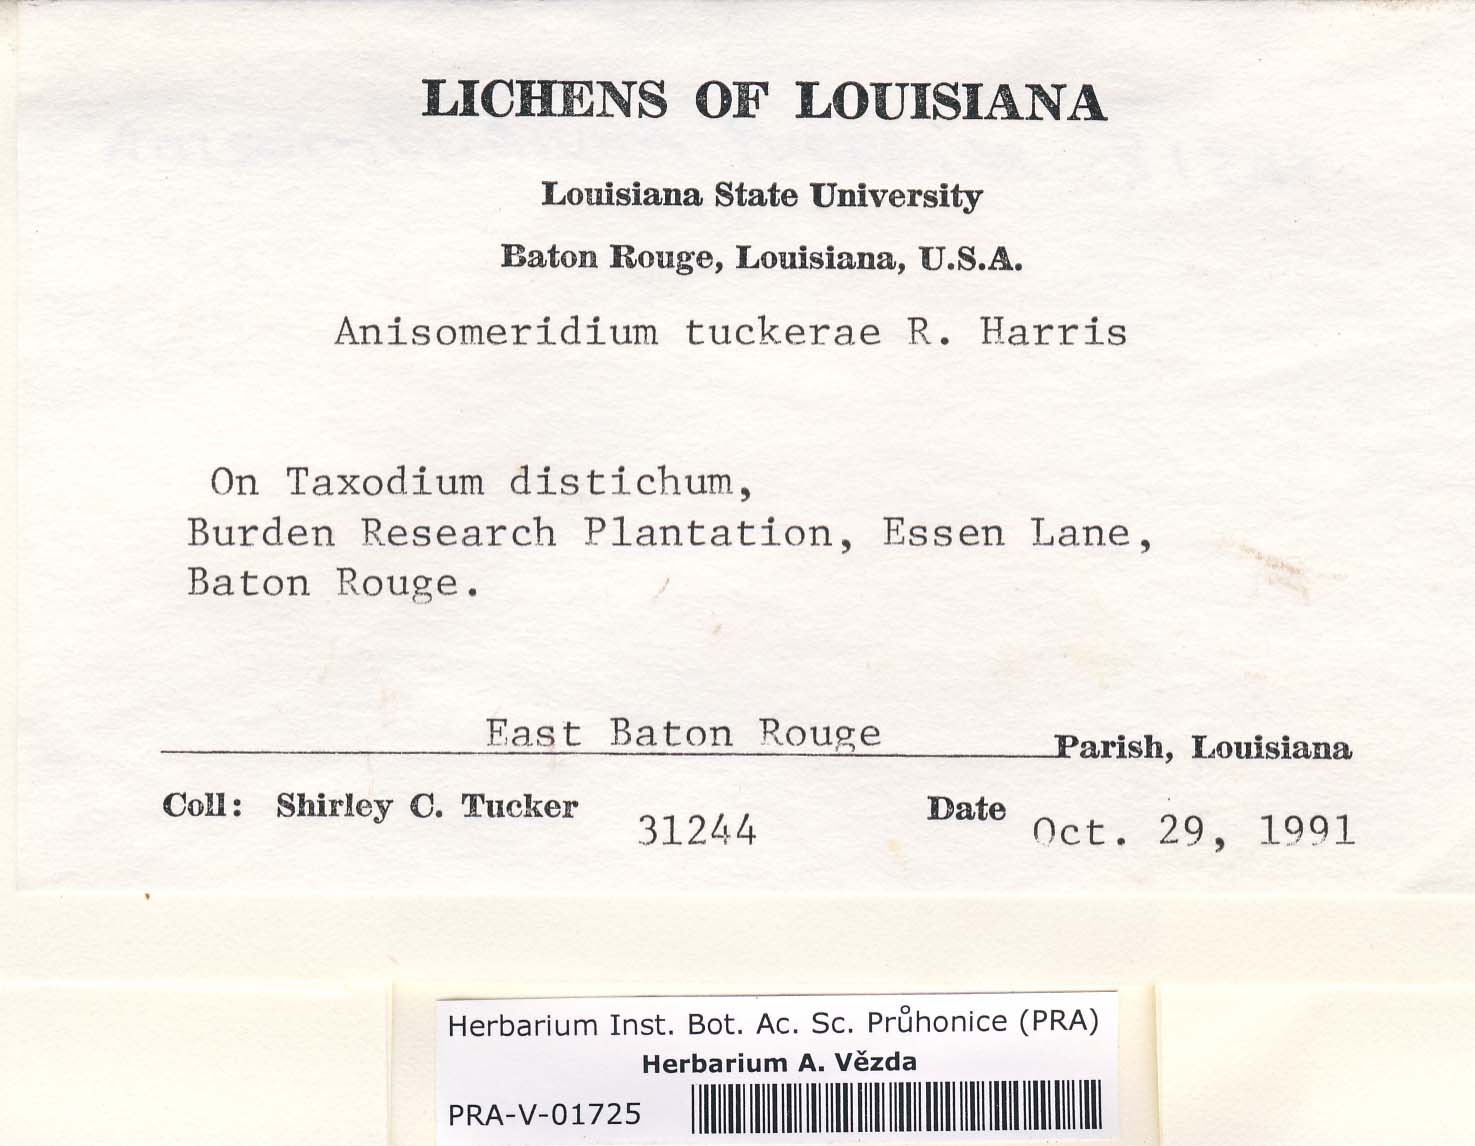 LICHENS OF LOUISIANA
Louisiana State University
Baton Rouge, Louisiana, U.S.A.
Anisomeridium tuckerae R. Harris
On Taxodium distichum,
Burden Research Plantation, Essen Lane,
Baton Rouge.
East Baton Rouge Parish, Louisiana
Coll: Shirley C. Tucker 31244 Date Oct. 29, 1991
Herbarium Inst. Bot. Ac. Sc. Průhonice (PRA)
Herbarium A. Vězda
PRA-V-01725